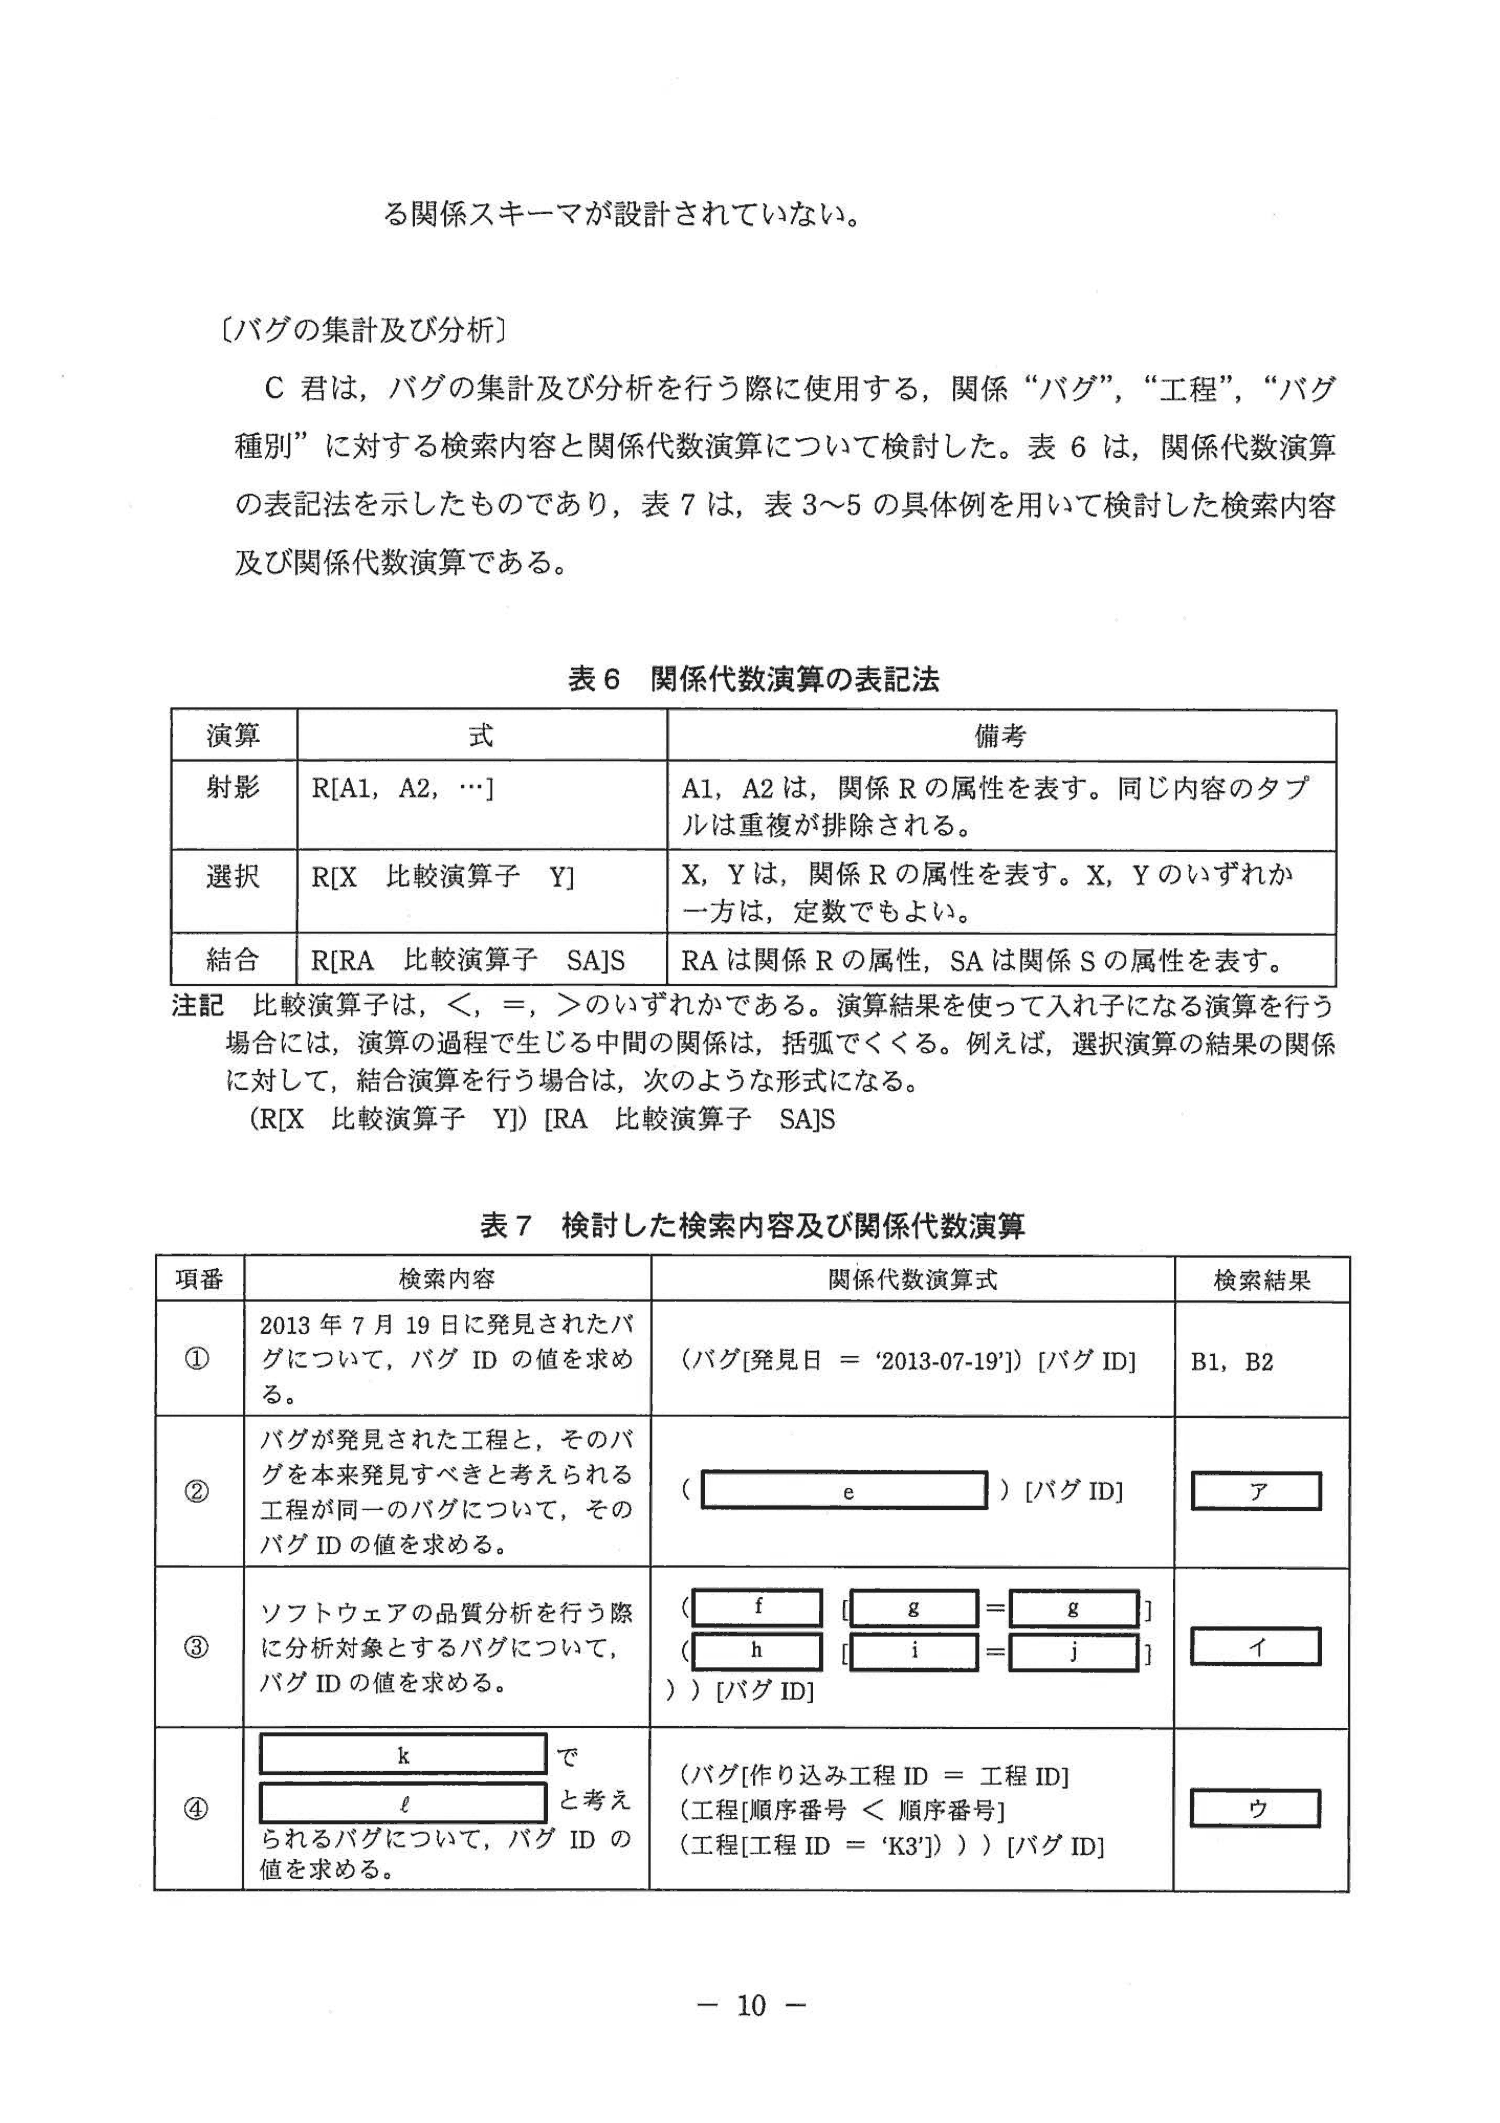 る関係スキーマが設計されていない。
〔バグの集計及び分析〕
C 君は，バグの集計及び分析を行う際に使用する，関係“バグ”，“工程”，“バグ
種別”に対する検索内容と関係代数演算について検討した。表 6 は，関係代数演算
の表記法を示したものであり，表 7 は，表 3～5 の具体例を用いて検討した検索内容
及び関係代数演算である。
表 6　関係代数演算の表記法
演算　式　備考
射影　R[A1，A2，…]　A1，A2 は，関係 R の属性を表す。同じ内容のタプ
ルは重複が排除される。
選択　R[X　比較演算子　Y]　X，Y は，関係 R の属性を表す。X，Y のいずれか
一方は，定数でもよい。
結合　R[RA　比較演算子　SA]S　RA は関係 R の属性，SA は関係 S の属性を表す。
注記　比較演算子は，＜，＝，＞のいずれかである。演算結果を使って入れ子になる演算を行う
場合には，演算の過程で生じる中間の関係は，括弧でくくる。例えば，選択演算の結果の関係
に対して，結合演算を行う場合は，次のような形式になる。
（R[X　比較演算子　Y]）[RA　比較演算子　SA]S
表 7　検討した検索内容及び関係代数演算
項番　検索内容　関係代数演算式　検索結果
①
2013 年 7 月 19 日に発見されたバ
グについて，バグ ID の値を求め
る。
（バグ[発見日 ＝ ‘2013-07-19’]）[バグ ID]
B1，B2
②
バグが発見された工程と，そのバ
グを本来発見すべきと考えられる
工程が同一のバグについて，その
バグ ID の値を求める。
（ e ）[バグ ID]
ア
③
ソフトウェアの品質分析を行う際
に分析対象とするバグについて，
バグ ID の値を求める。
（ f [ g ＝ g ]
（ h [ i ＝ j ]
））[バグ ID]
イ
④
k で
ℓ と考え
られるバグについて，バグ ID の
値を求める。
（バグ[作り込み工程 ID ＝ 工程 ID]
（工程[順序番号 ＜ 順序番号]
（工程[工程 ID ＝ ‘K3’]）））[バグ ID]
ウ
－ 10 －